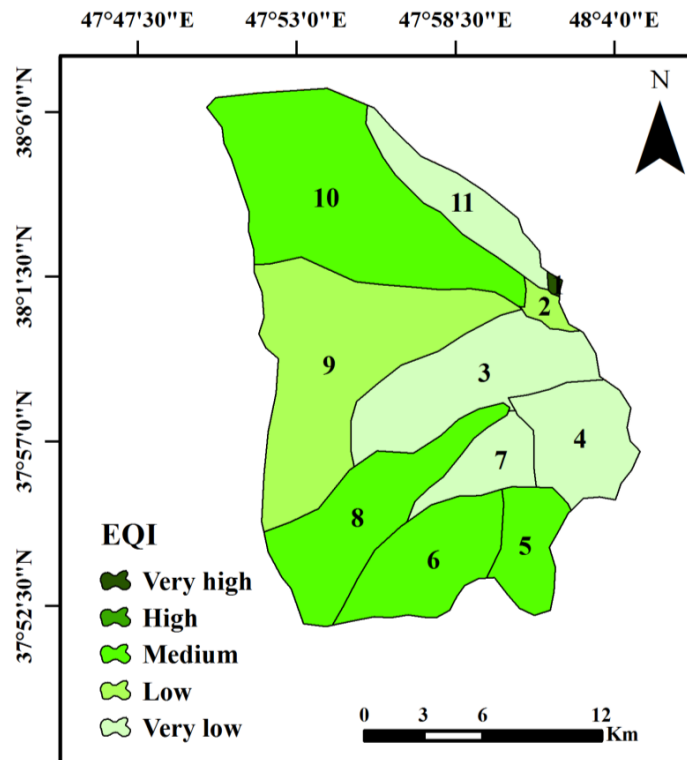 47°47'30"E 47°53'0"E 47°58'30"E 48°4'0"E
N
38°6'0"N
10
11
38°1'30"N
2
9
3
37°57'0"N
4
7
8
5
6
EQI
Very high
High
Medium
Low
Very low
37°52'30"N
0 3 6 12
Km